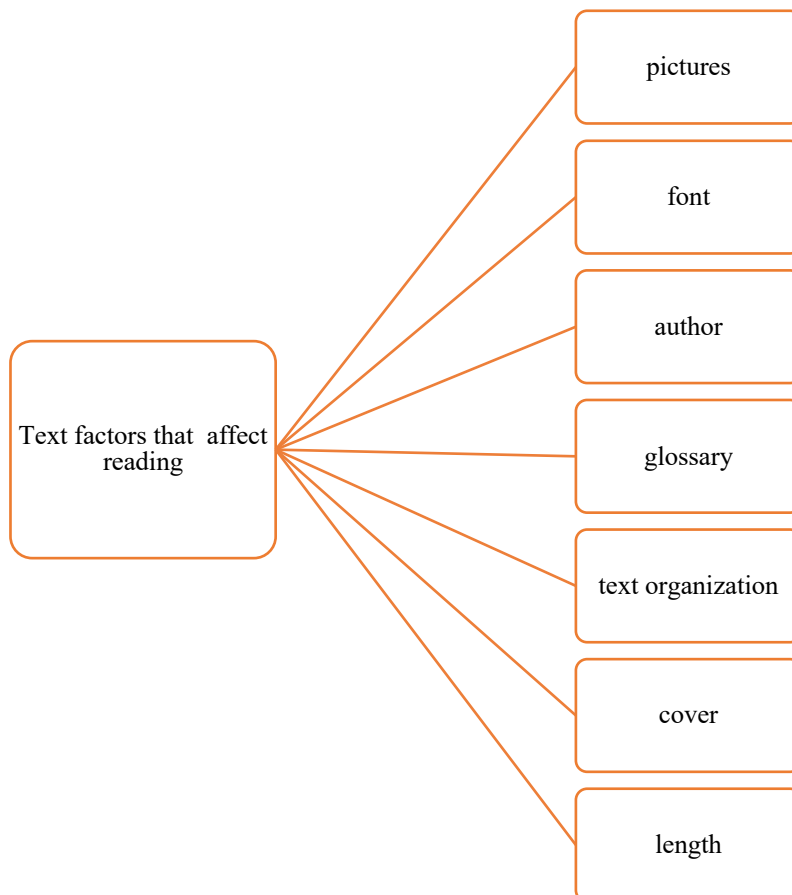 Text factors that  affect
reading
pictures
font
author
glossary
text organization
cover
length